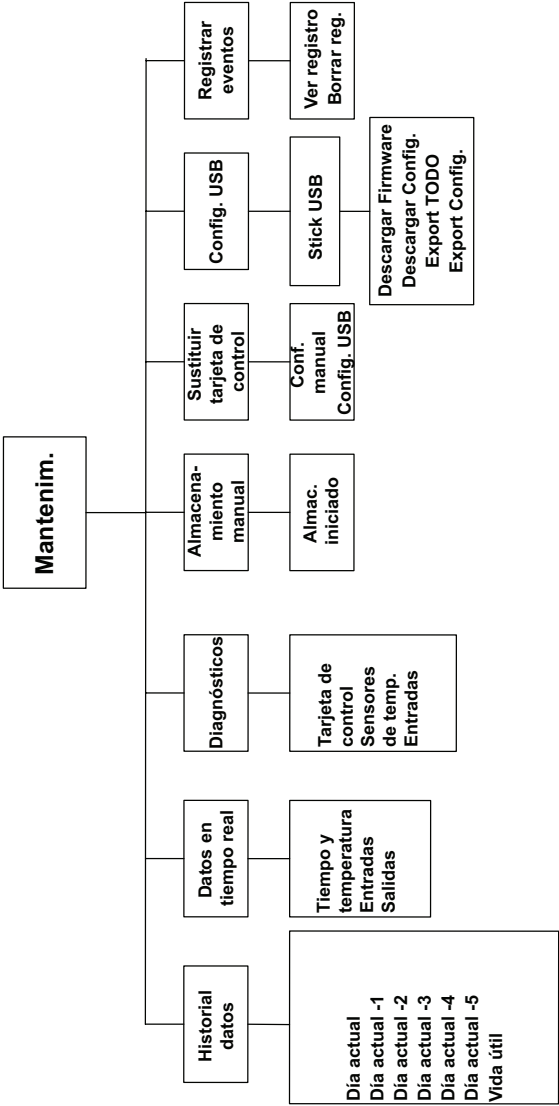 Mantenim.
Historial
datos
Día actual
Día actual -1
Día actual -2
Día actual -3
Día actual -4
Día actual -5
Vida útil
Datos en
tiempo real
Tiempo y
temperatura
Entradas
Salidas
Diagnósticos
Tarjeta de
control
Sensores
de temp.
Entradas
Almacena-
miento
manual
Almac.
iniciado
Sustituir
tarjeta de
control
Conf.
manual
Config. USB
Config. USB
Stick USB
Descargar Firmware
Descargar Config.
Export TODO
Export Config.
Registrar
eventos
Ver registro
Borrar reg.